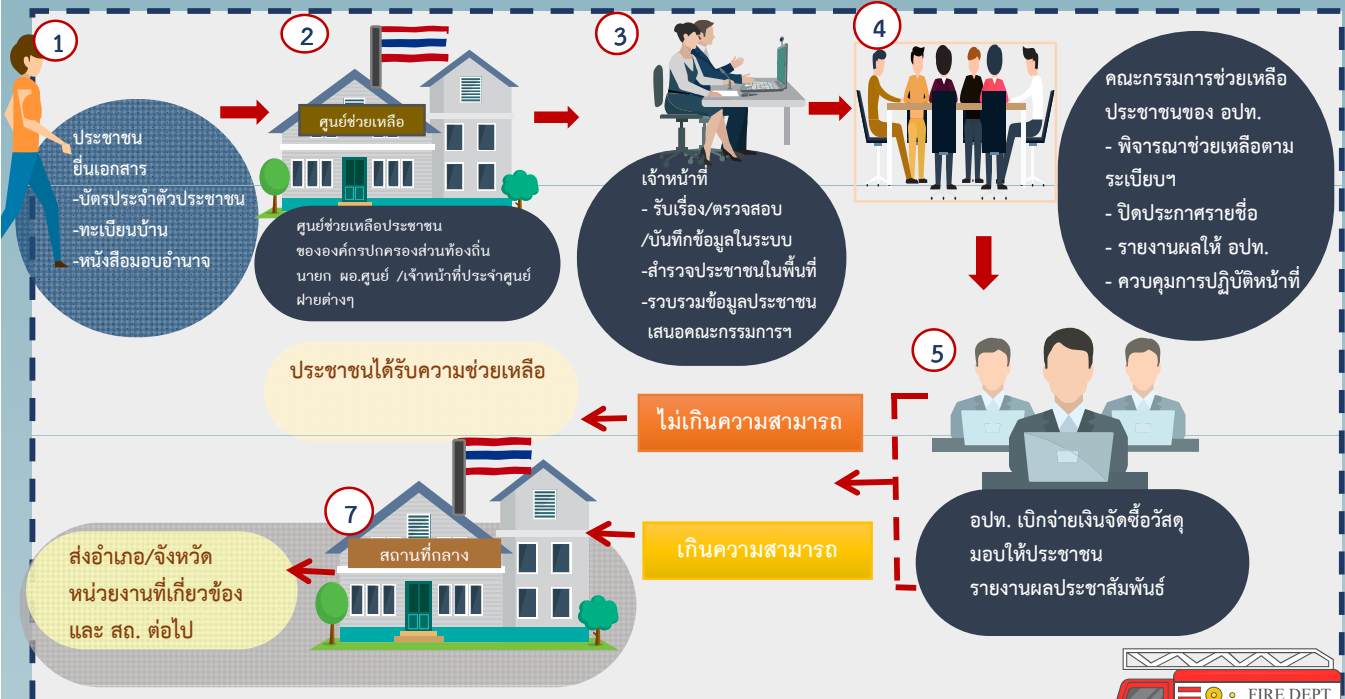 1
ประชาชน
ยื่นเอกสาร
-บัตรประจำตัวประชาชน
-ทะเบียนบ้าน
-หนังสือมอบอำนาจ
2
ศูนย์ช่วยเหลือ
ศูนย์ช่วยเหลือประชาชน
ขององค์กรปกครองส่วนท้องถิ่น
นายก ผอ.ศูนย์ /เจ้าหน้าที่ประจำศูนย์
ฝ่ายต่างๆ
3
เจ้าหน้าที่
- รับเรื่อง/ตรวจสอบ
/บันทึกข้อมูลในระบบ
-สำรวจประชาชนในพื้นที่
-รวบรวมข้อมูลประชาชน
เสนอคณะกรรมการฯ
4
คณะกรรมการช่วยเหลือ
ประชาชนของ อปท.
- พิจารณาช่วยเหลือตาม
ระเบียบฯ
- ปิดประกาศรายชื่อ
- รายงานผลให้ อปท.
- ควบคุมการปฏิบัติหน้าที่
5
อปท. เบิกจ่ายเงินจัดซื้อวัสดุ
มอบให้ประชาชน
รายงานผลประชาสัมพันธ์
ไม่เกินความสามารถ
ประชาชนได้รับความช่วยเหลือ
เกินความสามารถ
7
สถานที่กลาง
ส่งอำเภอ/จังหวัด
หน่วยงานที่เกี่ยวข้อง
และ สถ. ต่อไป
FIRE DEPT